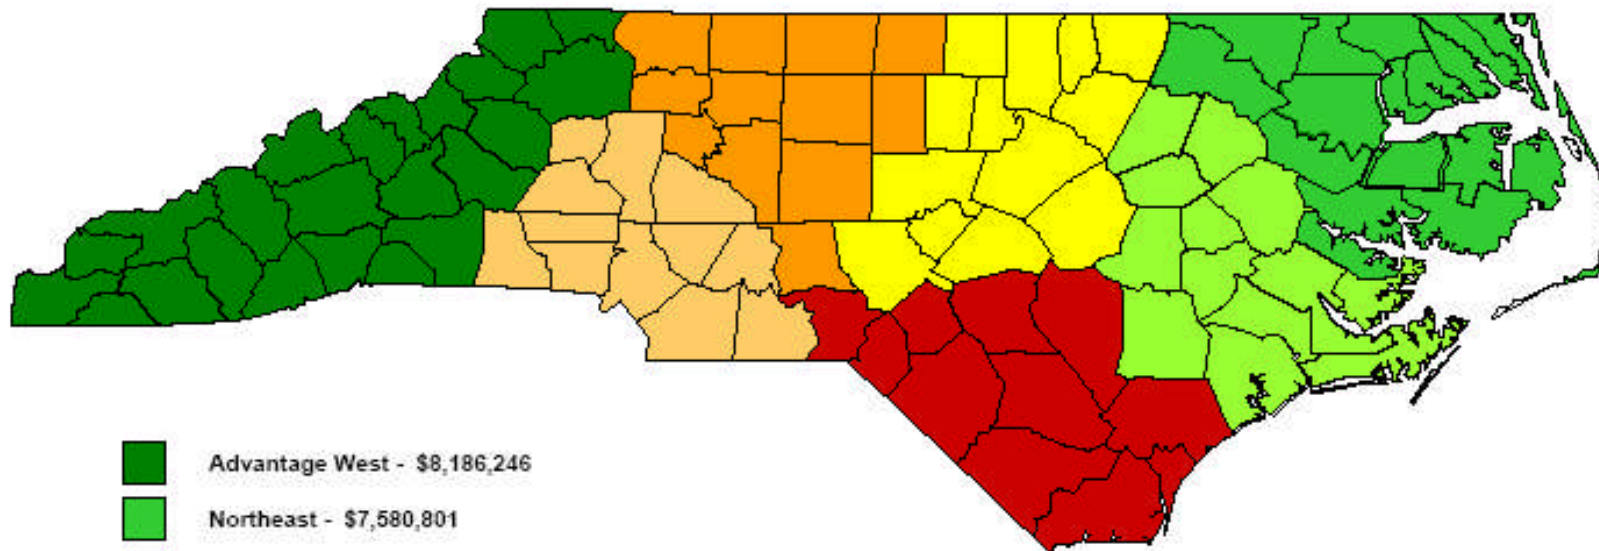 Advantage West - $8,186,246
Northeast - $7,580,801